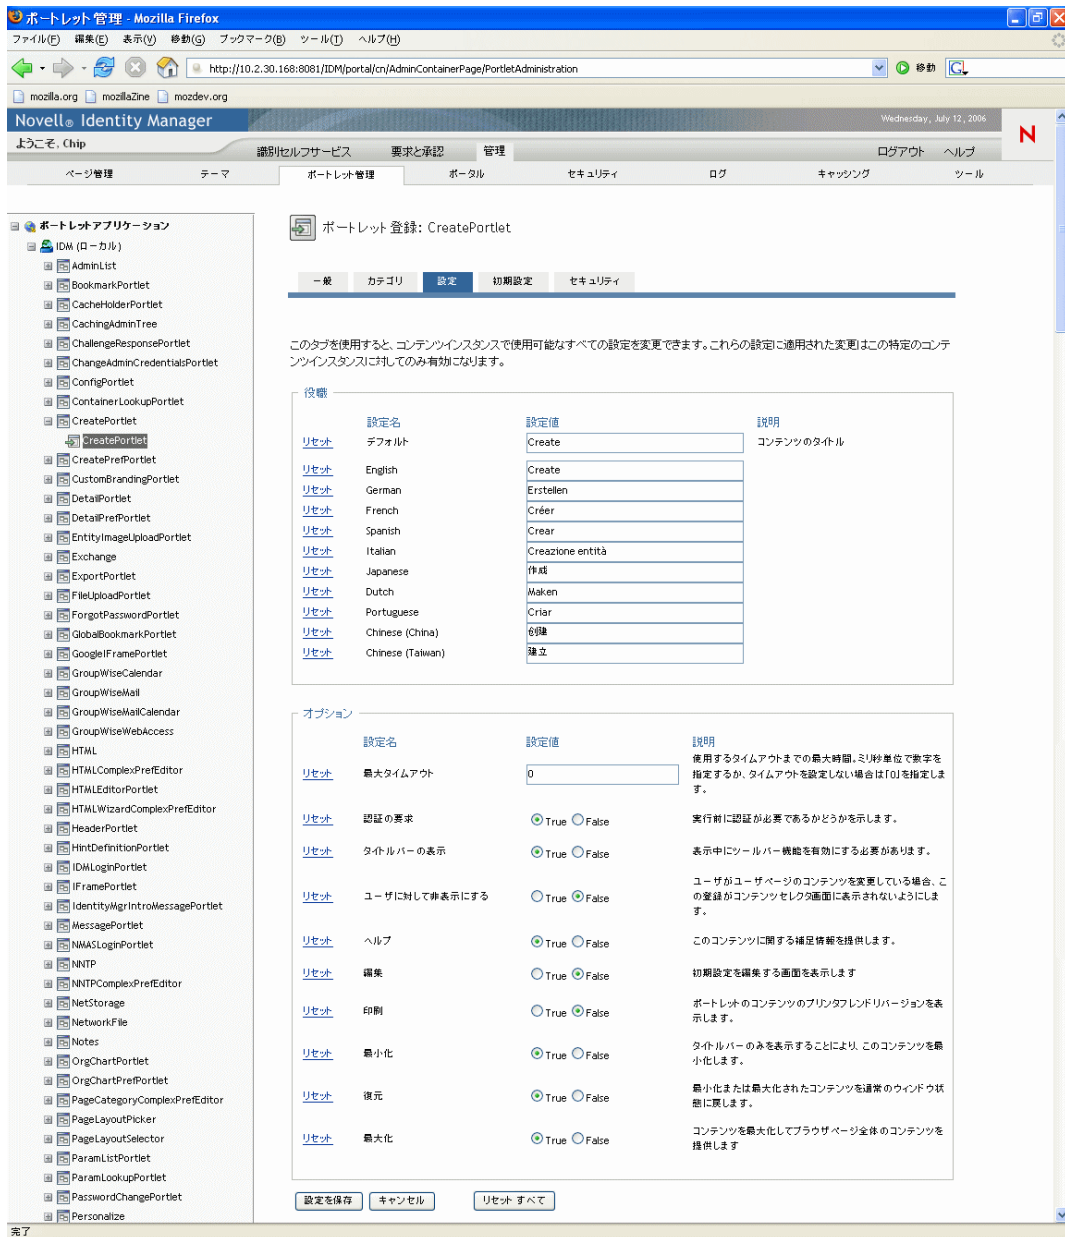 ポートレット管理 - Mozilla Firefox
ファイル(F) 編集(E) 表示(V) 移動(G) ブックマーク(B) ツール(T) ヘルプ(H)
http://10.2.30.168:8081/IDM/portal/cn/AdminContainerPage/PortletAdministration 移動
mozilla.org mozillaZine mozdev.org
Novell® Identity Manager Wednesday, July 12, 2006
ようこそ, Chip
識別セルフサービス 要求と承認 管理 ログアウト ヘルプ N
ページ管理 テーマ ポートレット管理 ポータル セキュリティ ログ キャッシング ツール
ポートレットアプリケーション
IDM (ローカル)
AdminList
BookmarkPortlet
CacheHolderPortlet
CachingAdminTree
ChallengeResponsePortlet
ChangeAdminCredentialsPortlet
ConfigPortlet
ContainerLookupPortlet
CreatePortlet
CreatePortlet
CreatePrefPortlet
CustomBrandingPortlet
DetailPortlet
DetailPrefPortlet
EntityImageUploadPortlet
Exchange
ExportPortlet
FileUploadPortlet
ForgotPasswordPortlet
GlobalBookmarkPortlet
GoogleIFramePortlet
GroupWiseCalendar
GroupWiseMail
GroupWiseMailCalendar
GroupWiseWebAccess
HTML
HTMLComplexPrefEditor
HTMLEditorPortlet
HTMLWizardComplexPrefEditor
HeaderPortlet
HintDefinitionPortlet
IDMLoginPortlet
IFramePortlet
IdentityMgrIntroMessagePortlet
MessagePortlet
NMASLoginPortlet
NNTP
NNTPComplexPrefEditor
NetStorage
NetworkFile
Notes
OrgChartPortlet
OrgChartPrefPortlet
PageCategoryComplexPrefEditor
PageLayoutPicker
PageLayoutSelector
ParamListPortlet
ParamLookupPortlet
PasswordChangePortlet
Personalize
ポートレット登録: CreatePortlet
一般 カテゴリ 設定 初期設定 セキュリティ
このタブを使用すると、コンテンツインスタンスで使用可能なすべての設定を変更できます。これらの設定に適用された変更はこの特定のコンテ
ンツインスタンスに対してのみ有効になります。
役職
設定名 設定値 説明
リセット デフォルト Create コンテンツのタイトル
リセット English Create
リセット German Erstellen
リセット French Créer
リセット Spanish Crear
リセット Italian Creazione entità
リセット Japanese 作成
リセット Dutch Maken
リセット Portuguese Criar
リセット Chinese (China) 创建
リセット Chinese (Taiwan) 建立
オプション
設定名 設定値 説明
リセット 最大タイムアウト 0 使用するタイムアウトまでの最大時間。ミリ秒単位で数字を
指定するか、タイムアウトを設定しない場合は「0」を指定しま
す。
リセット 認証の要求 True False 実行前に認証が必要であるかどうかを示します。
リセット タイトルバーの表示 True False 表示中にツールバー機能を有効にする必要があります。
リセット ユーザに対して非表示にする True False ユーザがユーザページのコンテンツを変更している場合、こ
の登録がコンテンツセレクタ画面に表示されないようにしま
す。
リセット ヘルプ True False このコンテンツに関する補足情報を提供します。
リセット 編集 True False 初期設定を編集する画面を表示します
リセット 印刷 True False ポートレットのコンテンツのプリンタフレンドリバージョンを表
示します。
リセット 最小化 True False タイトルバーのみを表示することにより、このコンテンツを最
小化します。
リセット 復元 True False 最小化または最大化されたコンテンツを通常のウィンドウ状
態に戻します。
リセット 最大化 True False コンテンツを最大化してブラウザページ全体のコンテンツを
提供します
設定を保存 キャンセル リセット すべて
完了